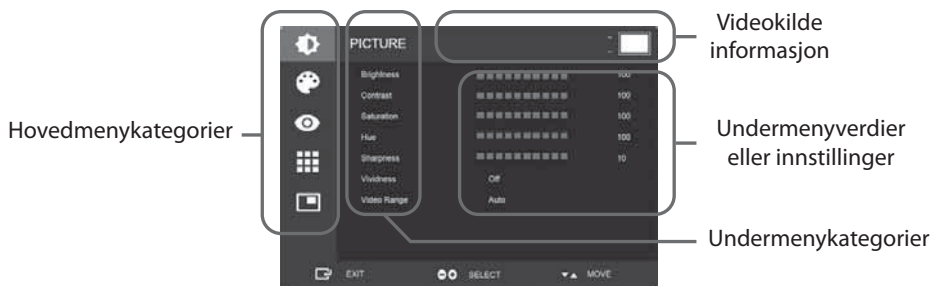 Videokilde
informasjon
PICTURE
Brightness 100
Contrast 100
Saturation 100
Hue 100
Sharpness 10
Vividness Off
Video Range Auto
Hovedmenykategorier
Undermenyverdier
eller innstillinger
Undermenykategorier
EXIT SELECT MOVE